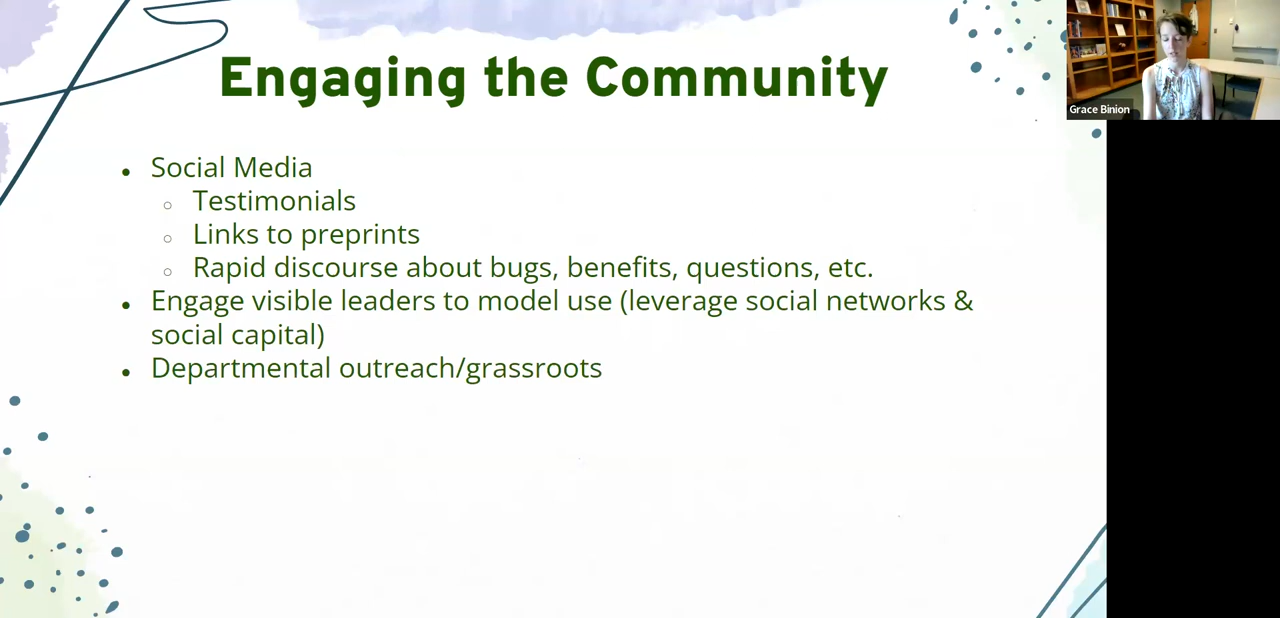 Engaging the Community
Grace Binion
● Social Media
○ Testimonials
○ Links to preprints
○ Rapid discourse about bugs, benefits, questions, etc.
● Engage visible leaders to model use (leverage social networks &
social capital)
● Departmental outreach/grassroots